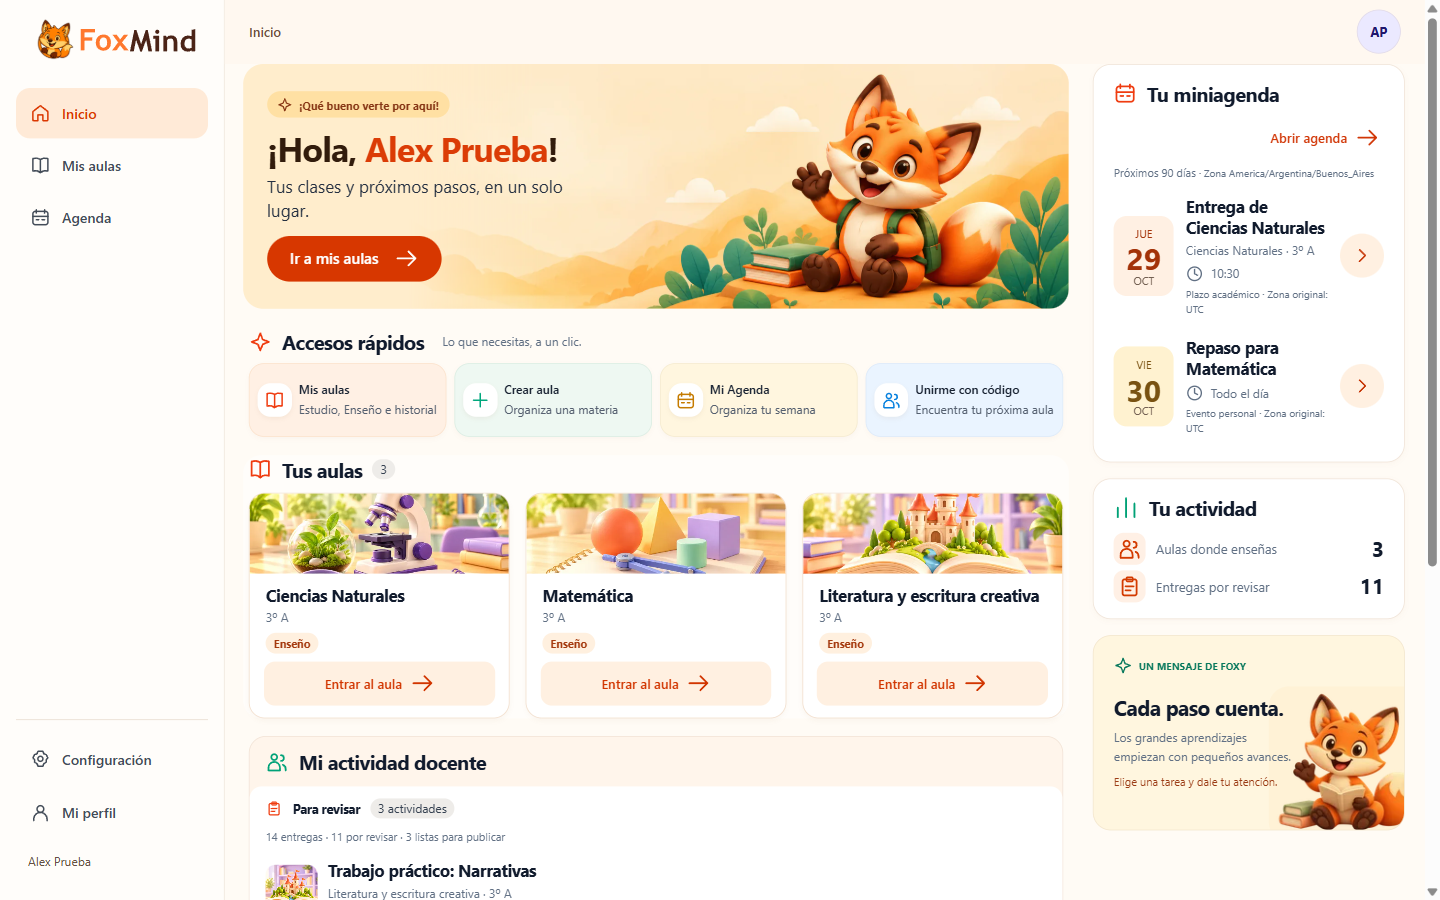 FoxMind
Inicio
Mis aulas
Agenda
Configuración
Mi perfil
Alex Prueba
Inicio
AP
¡Qué bueno verte por aquí!
¡Hola, Alex Prueba!
Tus clases y próximos pasos, en un solo
lugar.
Ir a mis aulas
Accesos rápidos
Lo que necesitas, a un clic.
Mis aulas
Estudio, Enseño e historial
Crear aula
Organiza una materia
Mi Agenda
Organiza tu semana
Unirme con código
Encuentra tu próxima aula
Tus aulas 3
Ciencias Naturales
3º A
Enseño
Entrar al aula
Matemática
3º A
Enseño
Entrar al aula
Literatura y escritura creativa
3º A
Enseño
Entrar al aula
Mi actividad docente
Para revisar 3 actividades
14 entregas · 11 por revisar · 3 listas para publicar
Trabajo práctico: Narrativas
Literatura y escritura creativa · 3º A
Tu miniagenda
Abrir agenda
Próximos 90 días · Zona America/Argentina/Buenos_Aires
JUE
29
OCT
Entrega de
Ciencias Naturales
Ciencias Naturales · 3º A
10:30
Plazo académico · Zona original:
UTC
VIE
30
OCT
Repaso para
Matemática
Todo el día
Evento personal · Zona original:
UTC
Tu actividad
Aulas donde enseñas 3
Entregas por revisar 11
UN MENSAJE DE FOXY
Cada paso cuenta.
Los grandes aprendizajes
empiezan con pequeños avances.
Elige una tarea y dale tu atención.